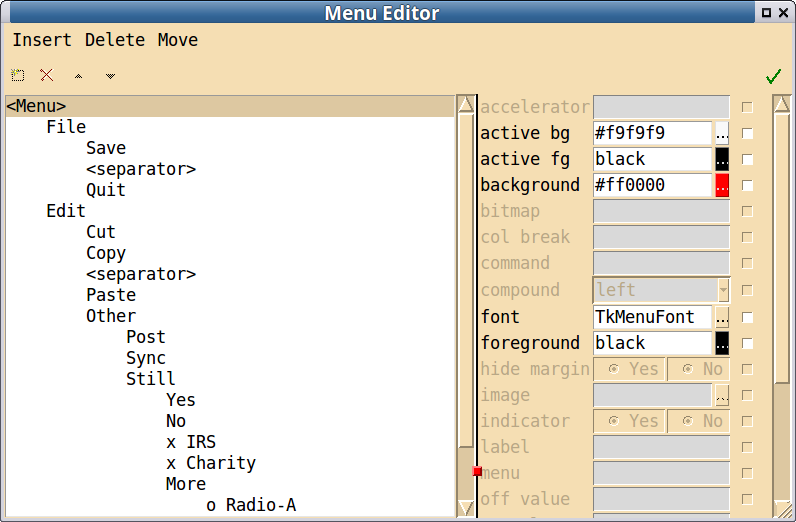 Menu Editor
Insert Delete Move
<Menu>
File
Save
<separator>
Quit
Edit
Cut
Copy
<separator>
Paste
Other
Post
Sync
Still
Yes
No
x IRS
x Charity
More
o Radio-A
accelerator
active bg #f9f9f9 ...
active fg black ...
background #ff0000 ...
bitmap
col break
command
compound left
font TkMenuFont ...
foreground black ...
hide margin Yes No
image ...
indicator Yes No
label
menu
off value